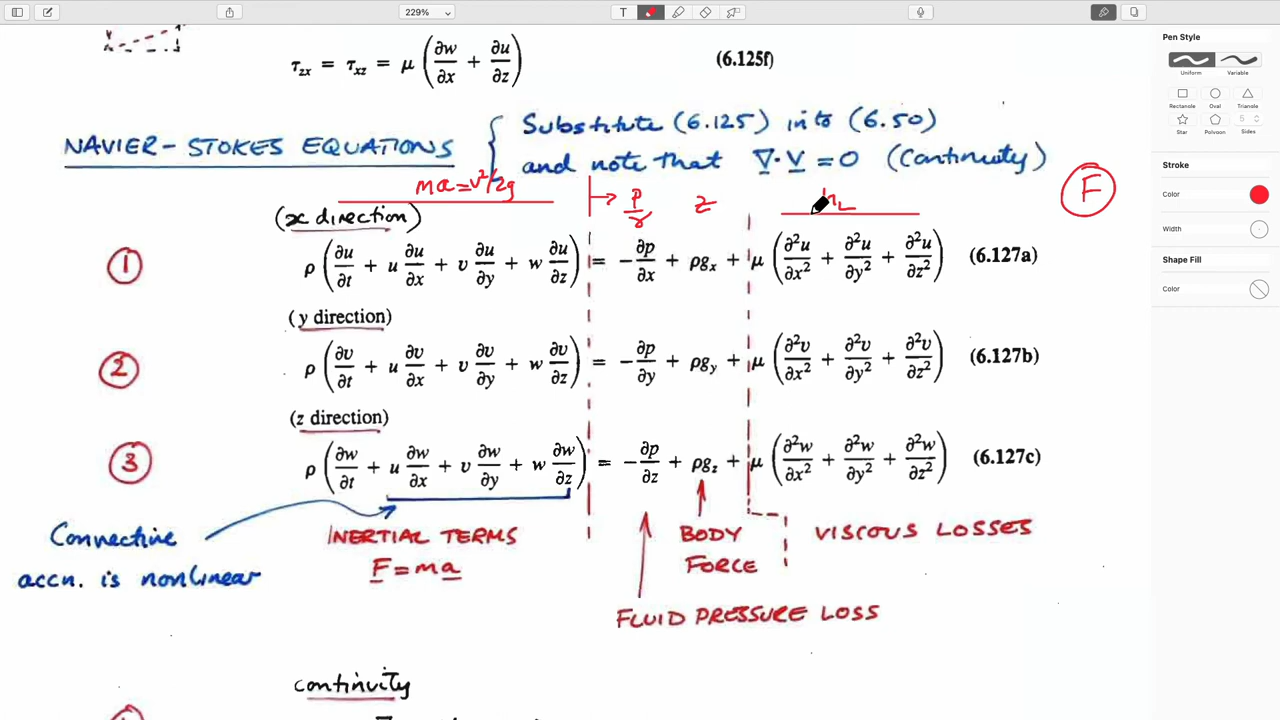 229%
T
Pen Style
Uniform Variable
Rectangle Oval Triangle
Star Polygon 5 Sides
Stroke
Color
Width
Shape Fill
Color
τzx = τxz = μ (∂w/∂x + ∂u/∂z) (6.125f)
NAVIER-STOKES EQUATIONS { Substitute (6.125) into (6.50)
and note that ∇·V = 0 (Continuity)
ma = v²/2g → p/γ z hL F
(x direction)
① ρ(∂u/∂t + u ∂u/∂x + v ∂u/∂y + w ∂u/∂z) = −∂p/∂x + ρgx + μ(∂²u/∂x² + ∂²u/∂y² + ∂²u/∂z²) (6.127a)
(y direction)
② ρ(∂v/∂t + u ∂v/∂x + v ∂v/∂y + w ∂v/∂z) = −∂p/∂y + ρgy + μ(∂²v/∂x² + ∂²v/∂y² + ∂²v/∂z²) (6.127b)
(z direction)
③ ρ(∂w/∂t + u ∂w/∂x + v ∂w/∂y + w ∂w/∂z) = −∂p/∂z + ρgz + μ(∂²w/∂x² + ∂²w/∂y² + ∂²w/∂z²) (6.127c)
Connective
accn. is nonlinear
INERTIAL TERMS
F = ma
BODY
FORCE
VISCOUS LOSSES
FLUID PRESSURE LOSS
continuity